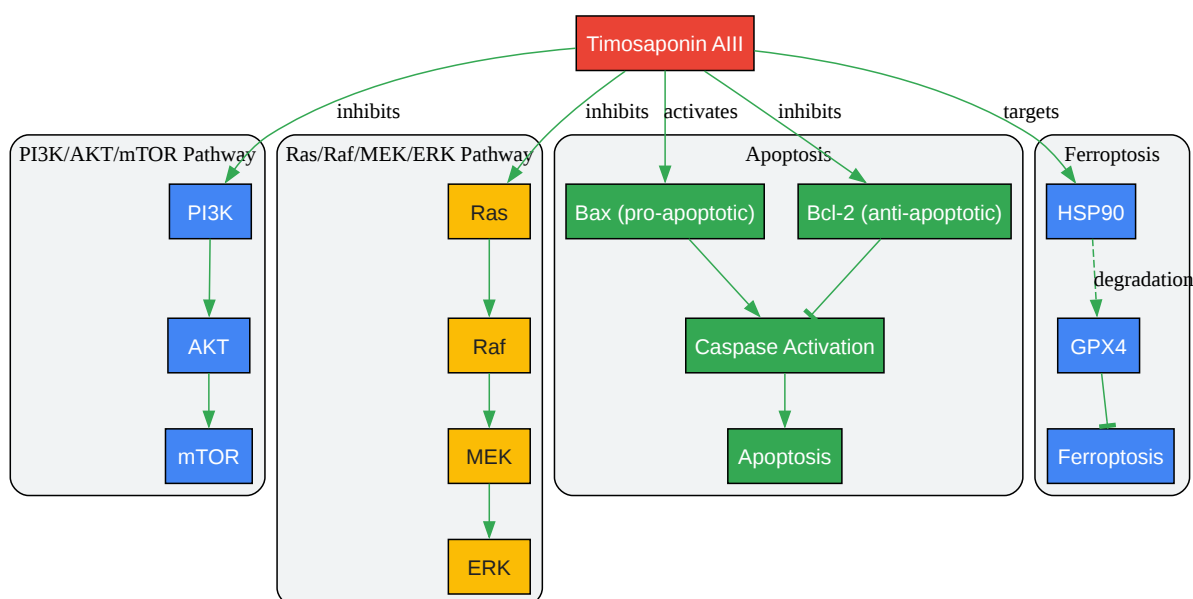 Timosaponin AIII
inhibits
inhibits
activates
inhibits
targets
PI3K/AKT/mTOR Pathway
Ras/Raf/MEK/ERK Pathway
Apoptosis
Ferroptosis
PI3K
Ras
Bax (pro-apoptotic)
Bcl-2 (anti-apoptotic)
HSP90
degradation
AKT
Raf
Caspase Activation
GPX4
mTOR
MEK
Apoptosis
Ferroptosis
ERK